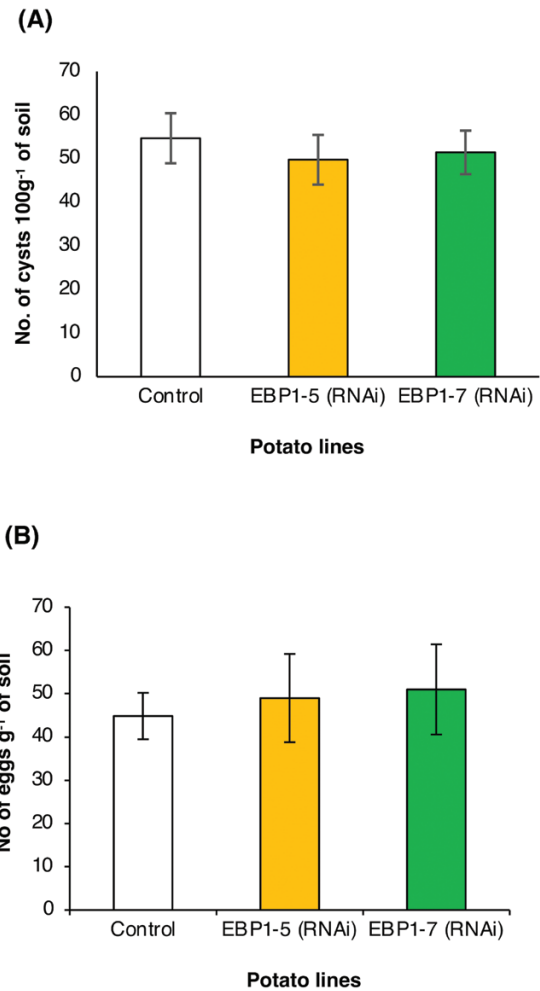 (A)
No. of cysts 100g⁻¹ of soil
70
60
50
40
30
20
10
0
Control EBP1-5 (RNAi) EBP1-7 (RNAi)
Potato lines
(B)
No of eggs g⁻¹ of soil
70
60
50
40
30
20
10
0
Control EBP1-5 (RNAi) EBP1-7 (RNAi)
Potato lines